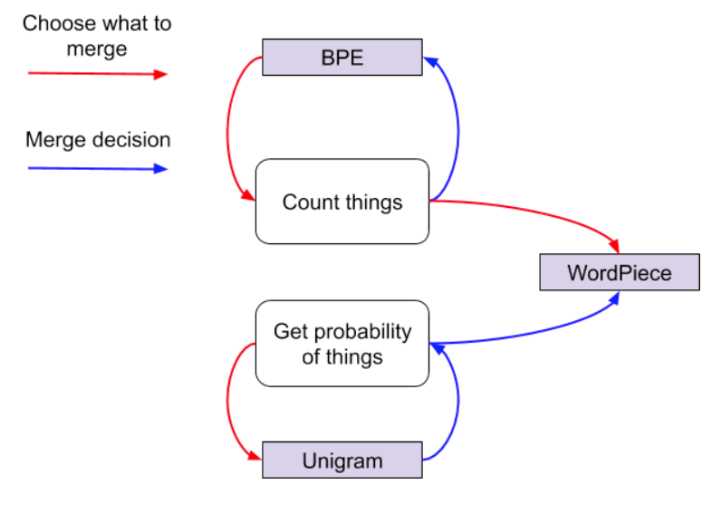 Choose what to
merge
Merge decision
BPE
Count things
WordPiece
Get probability
of things
Unigram